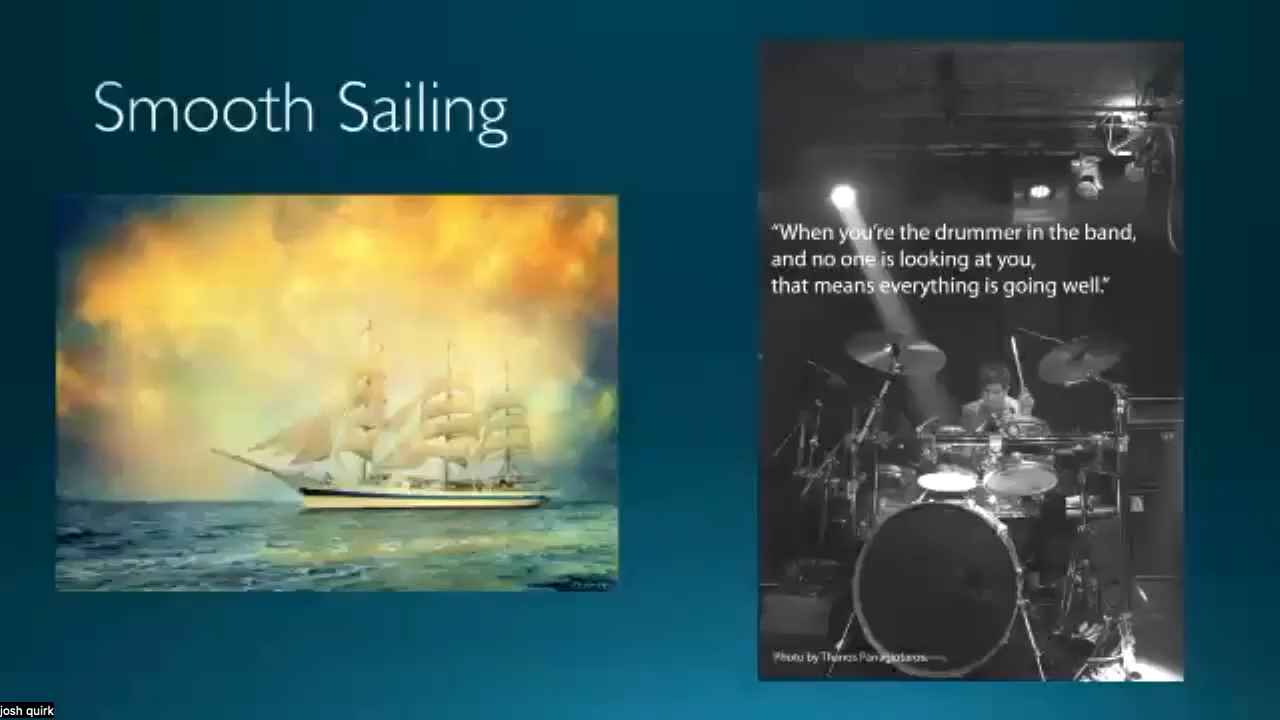 Smooth Sailing
“When you're the drummer in the band,
and no one is looking at you,
that means everything is going well.”
Photo by Thanos Panagiotaros
josh quirk